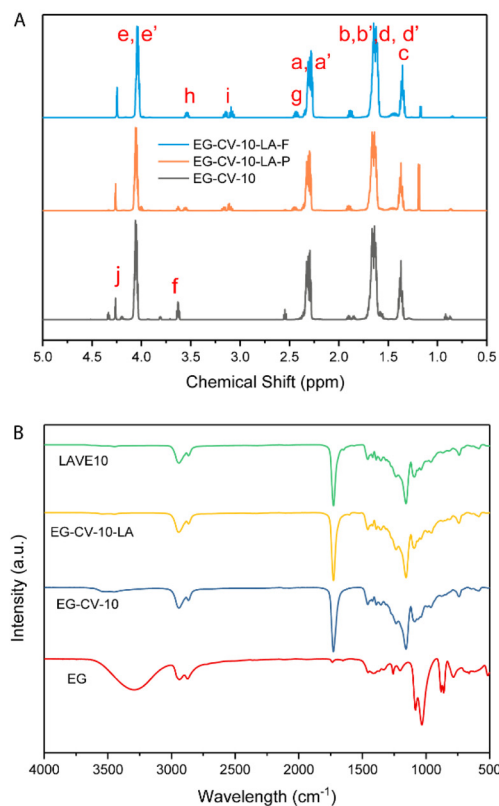 A
e, e'
b, b'
d, d'
a, a'
c
h
i
g
EG-CV-10-LA-F
EG-CV-10-LA-P
EG-CV-10
j
f
5.0 4.5 4.0 3.5 3.0 2.5 2.0 1.5 1.0 0.5
Chemical Shift (ppm)
B
LAVE10
EG-CV-10-LA
EG-CV-10
EG
Intensity (a.u.)
4000 3500 3000 2500 2000 1500 1000 500
Wavelength (cm⁻¹)